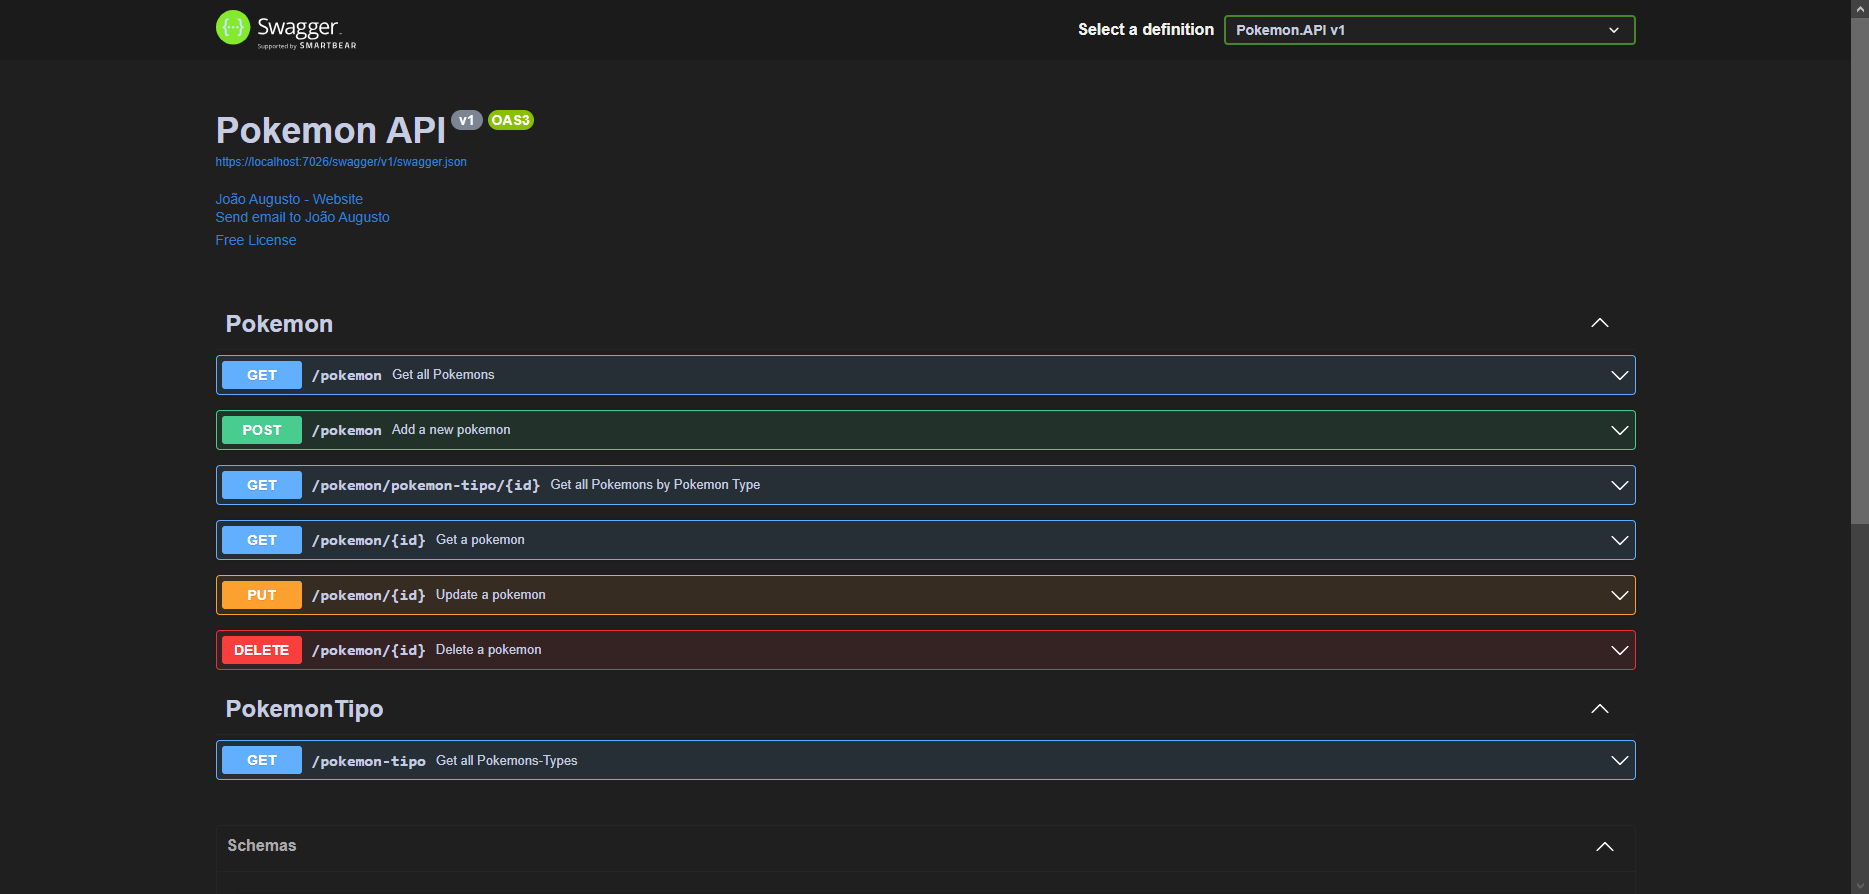 Swagger
Supported by SMARTBEAR
Select a definition
Pokemon.API v1
Pokemon API v1 OAS3
https://localhost:7026/swagger/v1/swagger.json
João Augusto - Website
Send email to João Augusto
Free License
Pokemon
GET /pokemon Get all Pokemons
POST /pokemon Add a new pokemon
GET /pokemon/pokemon-tipo/{id} Get all Pokemons by Pokemon Type
GET /pokemon/{id} Get a pokemon
PUT /pokemon/{id} Update a pokemon
DELETE /pokemon/{id} Delete a pokemon
PokemonTipo
GET /pokemon-tipo Get all Pokemons-Types
Schemas